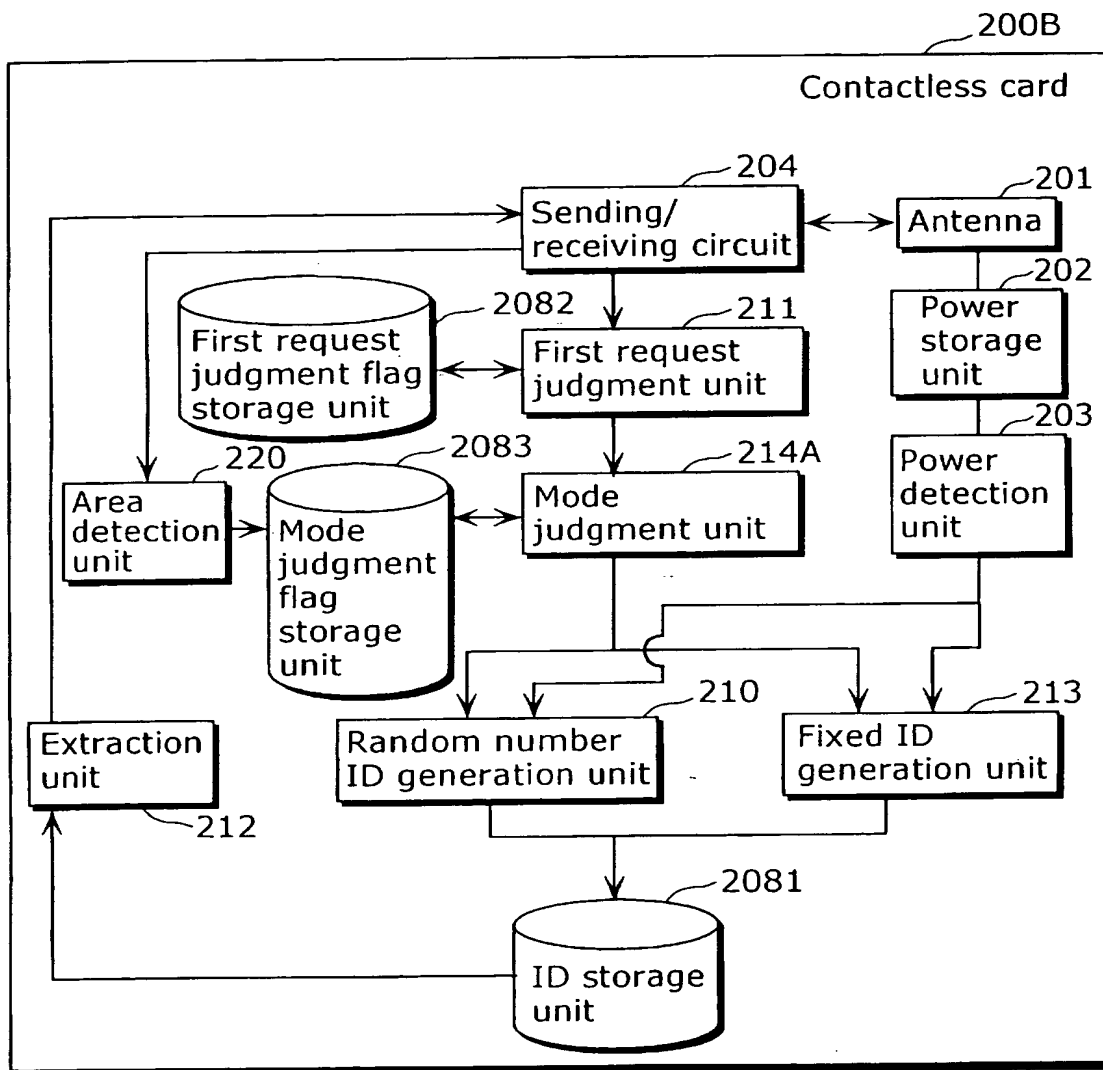 200B
Contactless card
204
Sending/
receiving circuit
201
Antenna
202
Power
storage
unit
2082
First request
judgment flag
storage unit
211
First request
judgment unit
203
Power
detection
unit
220
Area
detection
unit
2083
Mode
judgment
flag
storage
unit
214A
Mode
judgment unit
210
Random number
ID generation unit
213
Fixed ID
generation unit
Extraction
unit
212
2081
ID storage
unit